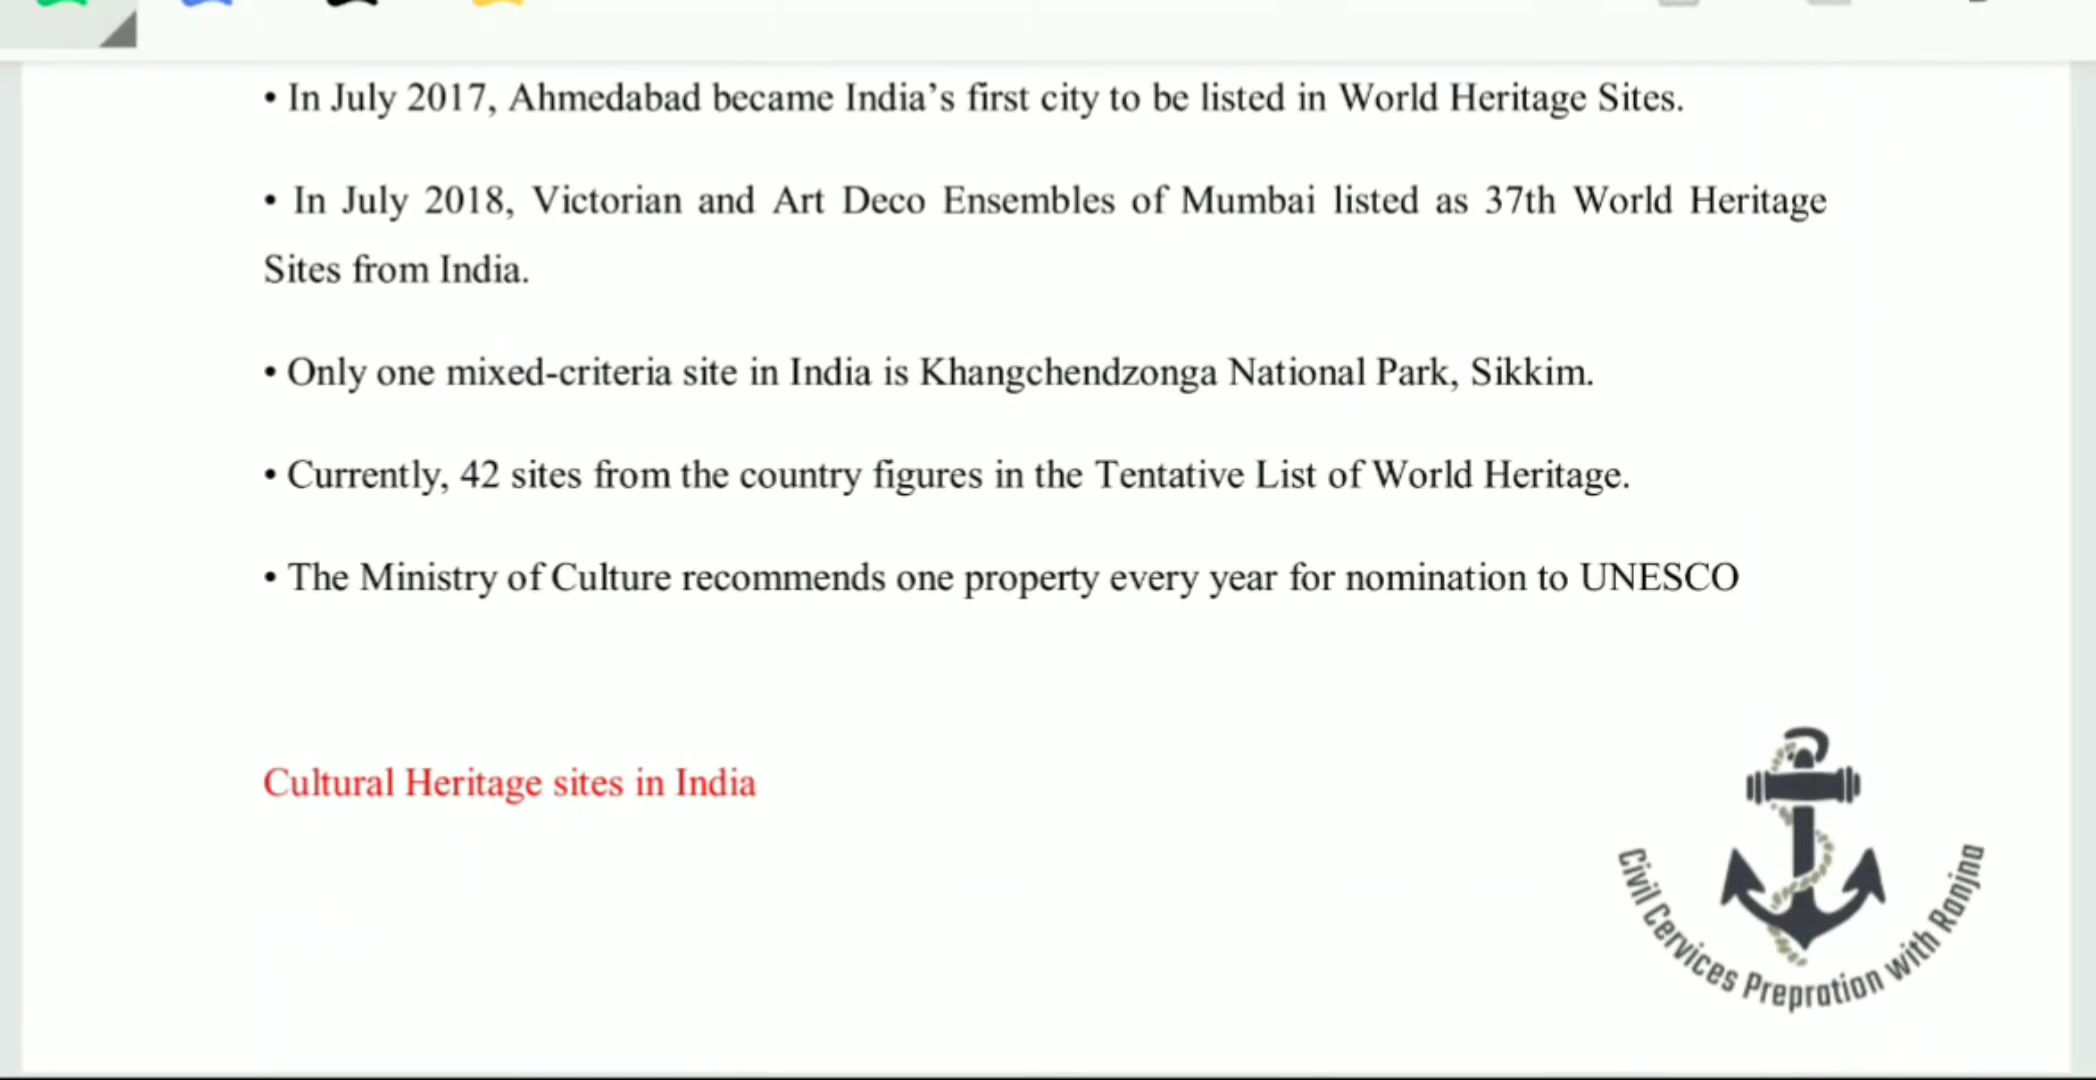 • In July 2017, Ahmedabad became India’s first city to be listed in World Heritage Sites.
• In July 2018, Victorian and Art Deco Ensembles of Mumbai listed as 37th World Heritage
Sites from India.
• Only one mixed-criteria site in India is Khangchendzonga National Park, Sikkim.
• Currently, 42 sites from the country figures in the Tentative List of World Heritage.
• The Ministry of Culture recommends one property every year for nomination to UNESCO
Cultural Heritage sites in India
Civil Cervices Prepration with Ranjna